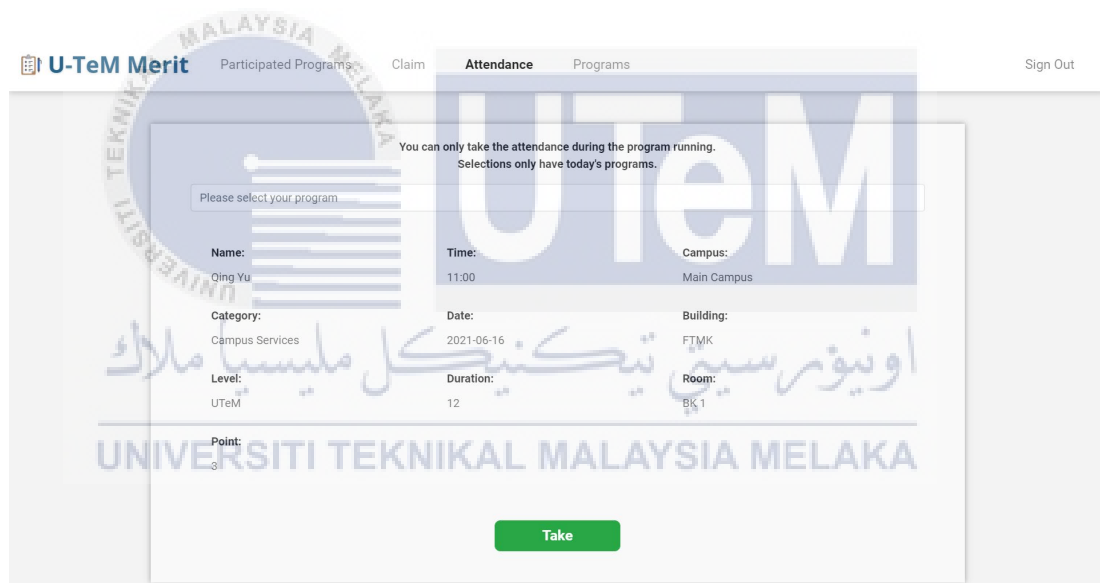 U-TeM Merit Participated Programs Claim Attendance Programs Sign Out
UNIVERSITI TEKNIKAL MALAYSIA MELAKA
UTeM
You can only take the attendance during the program running.
Selections only have today's programs.
Please select your program
Name: Time: Campus:
Qing Yu 11:00 Main Campus
Category: Date: Building:
Campus Services 2021-06-16 FTMK
اونيۏرسيتي تيكنيكل مليسيا ملاك
Level: Duration: Room:
UTeM 12 BK 1
Point:
3
UNIVERSITI TEKNIKAL MALAYSIA MELAKA
Take